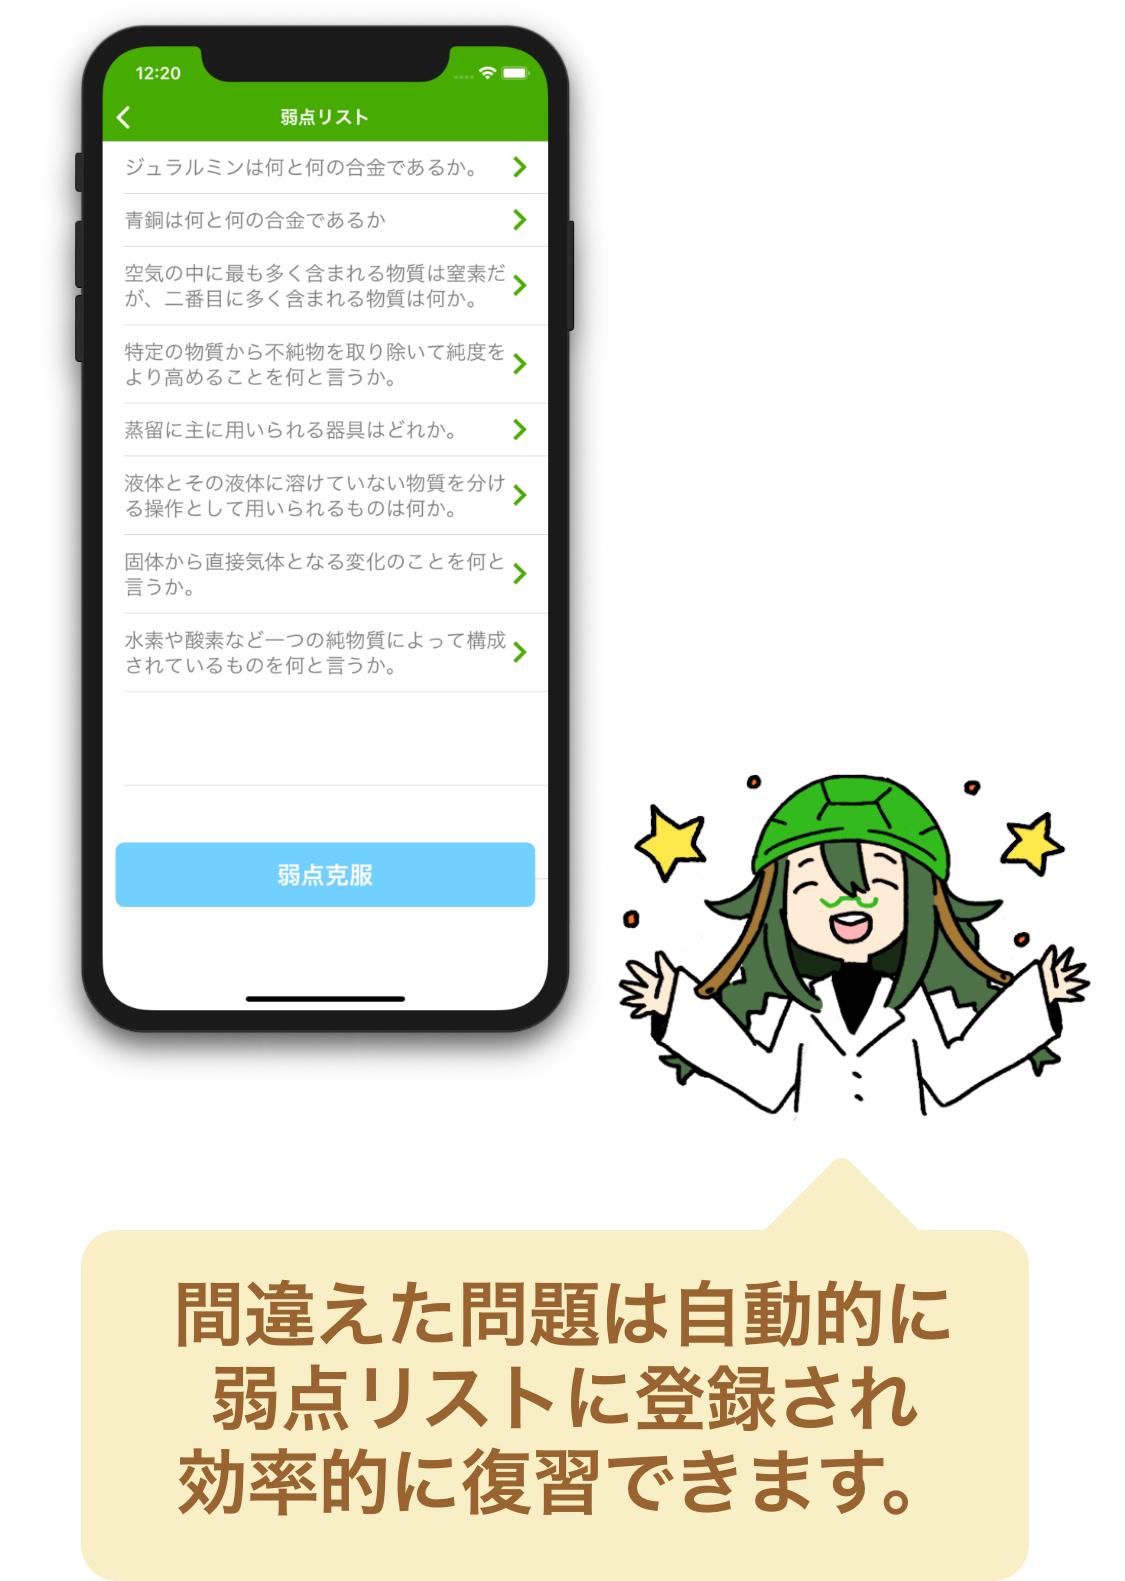 12:20
弱点リスト
ジュラルミンは何と何の合金であるか。
青銅は何と何の合金であるか
空気の中に最も多く含まれる物質は窒素だ
が、二番目に多く含まれる物質は何か。
特定の物質から不純物を取り除いて純度を
より高めることを何と言うか。
蒸留に主に用いられる器具はどれか。
液体とその液体に溶けていない物質を分け
る操作として用いられるものは何か。
固体から直接気体となる変化のことを何と
言うか。
水素や酸素など一つの純物質によって構成
されているものを何と言うか。
弱点克服
間違えた問題は自動的に
弱点リストに登録され
効率的に復習できます。